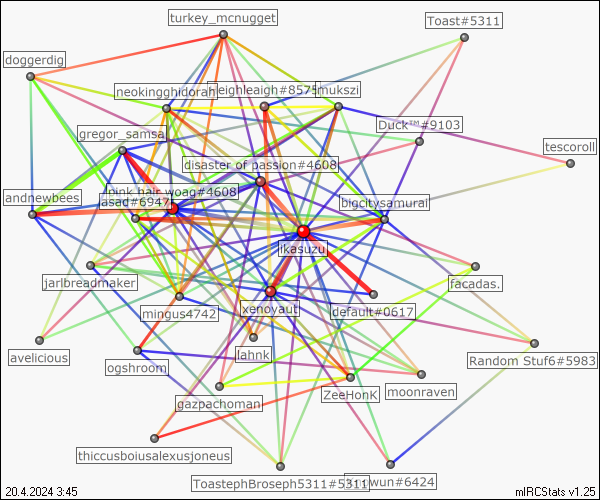 turkey_mcnugget
Toast#5311
doggerdig
neokingghidorah
leighleaigh#8575
mukszi
Duck™#9103
gregor_samsa
tescoroll
disaster of passion#4608
pink hair woag#4608
andnewbees
asad#6947
bigcitysamurai
ikasuzu
jarlbreadmaker
facadas.
xenoyaut
default#0617
mingus4742
avelicious
lahnk
Random Stuf6#5983
ogshroom
ZeeHonK
moonraven
gazpachoman
thiccusboiusalexusjoneus
ToastephBroseph5311#5311
#6424
20.4.2024 3:45
mIRCStats v1.25